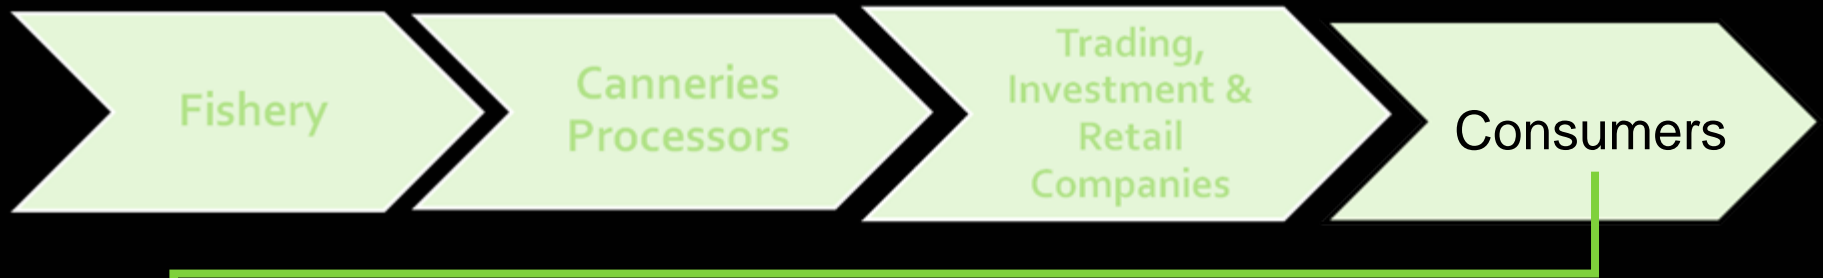 Fishery
Canneries
Processors
Trading,
Investment &
Retail
Companies
Consumers